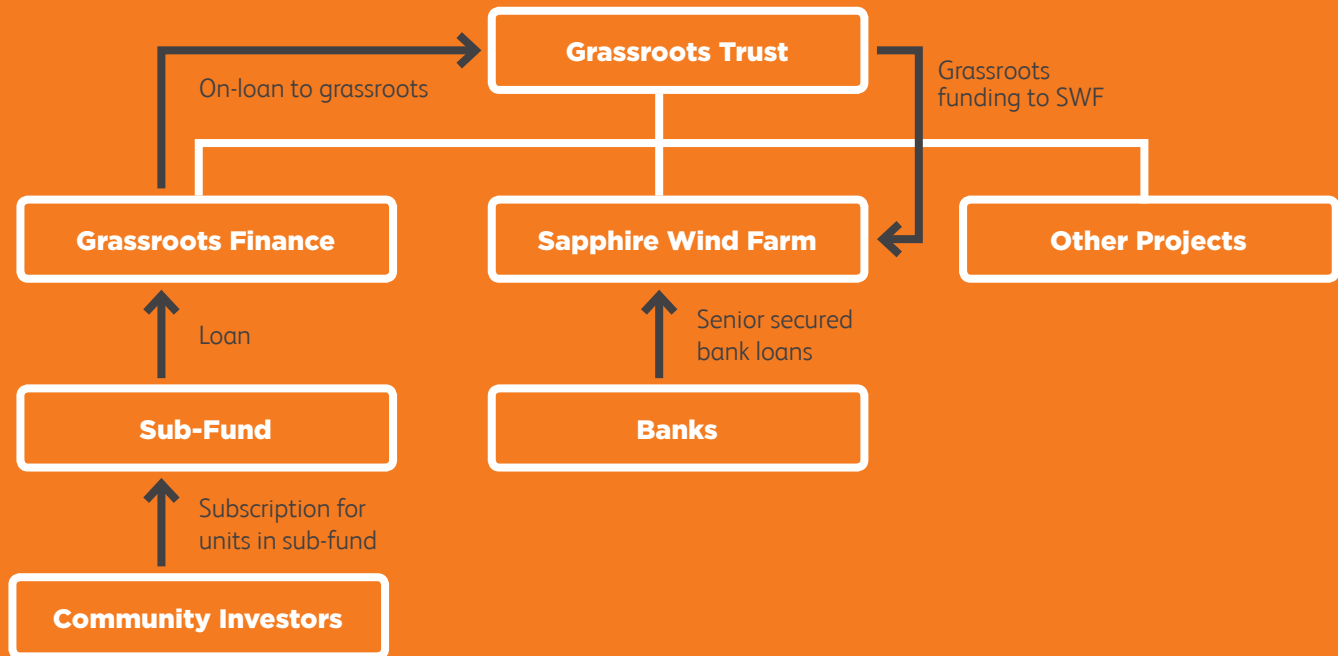 Grassroots Trust
On-loan to grassroots
Grassroots
funding to SWF
Grassroots Finance
Sapphire Wind Farm
Other Projects
Loan
Senior secured
bank loans
Sub-Fund
Banks
Subscription for
units in sub-fund
Community Investors